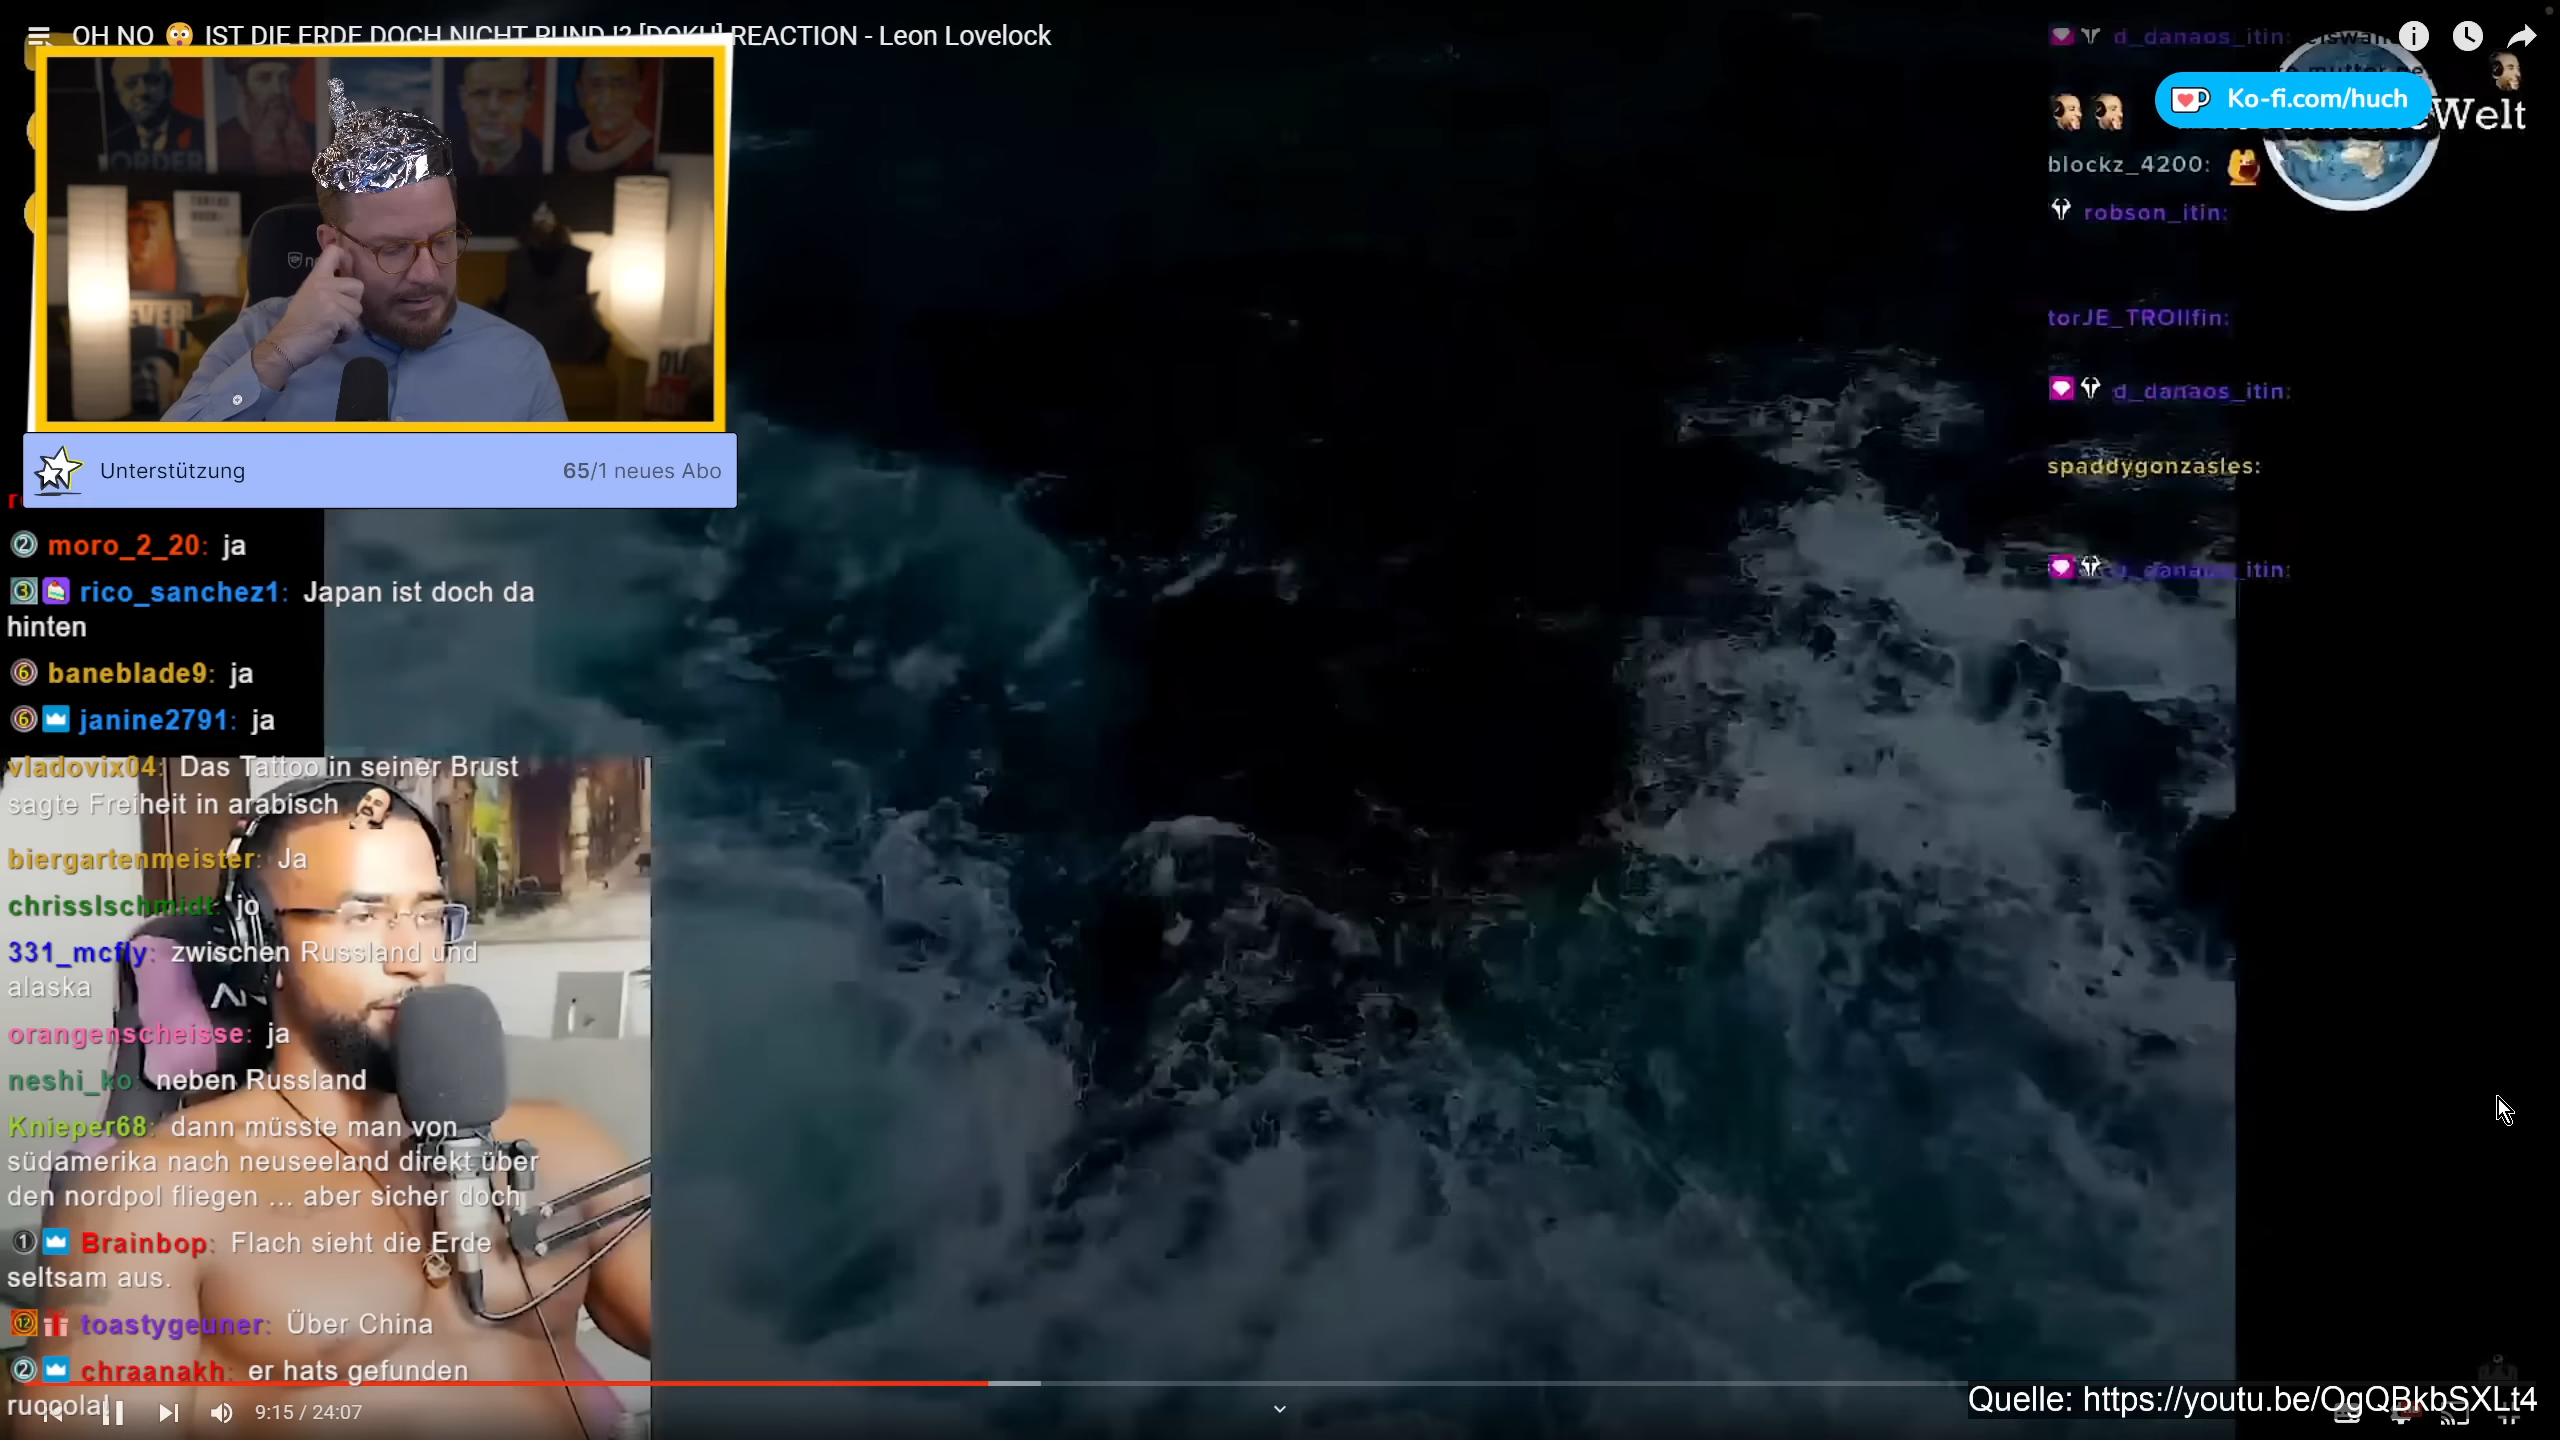 OH NO 😳 IST DIE ERDE DOCH NICHT RUND !? [DOKU] REACTION - Leon Lovelock
ORDER
Unterstützung 65/1 neues Abo
moro_2_20: ja
rico_sanchez1: Japan ist doch da
hinten
baneblade9: ja
janine2791: ja
vladovix04: Das Tattoo in seiner Brust
sagte Freiheit in arabisch
biergartenmeister: Ja
chrisslschmidt: jo
331_mcfly: zwischen Russland und
alaska
orangenscheisse: ja
neshi_ko: neben Russland
Knieper68: dann müsste man von
südamerika nach neuseeland direkt über
den nordpol fliegen ... aber sicher doch
Brainbop: Flach sieht die Erde
seltsam aus.
toastygeuner: Über China
chraanakh: er hats gefunden
ruccola!
9:15 / 24:07
d_danaos_itin:
Ko-fi.com/huch
Welt
blockz_4200:
robson_itin:
torJE_TROllfin:
d_danaos_itin:
spaddygonzasles:
d_danaos_itin:
Quelle: https://youtu.be/OgQBkbSXLt4